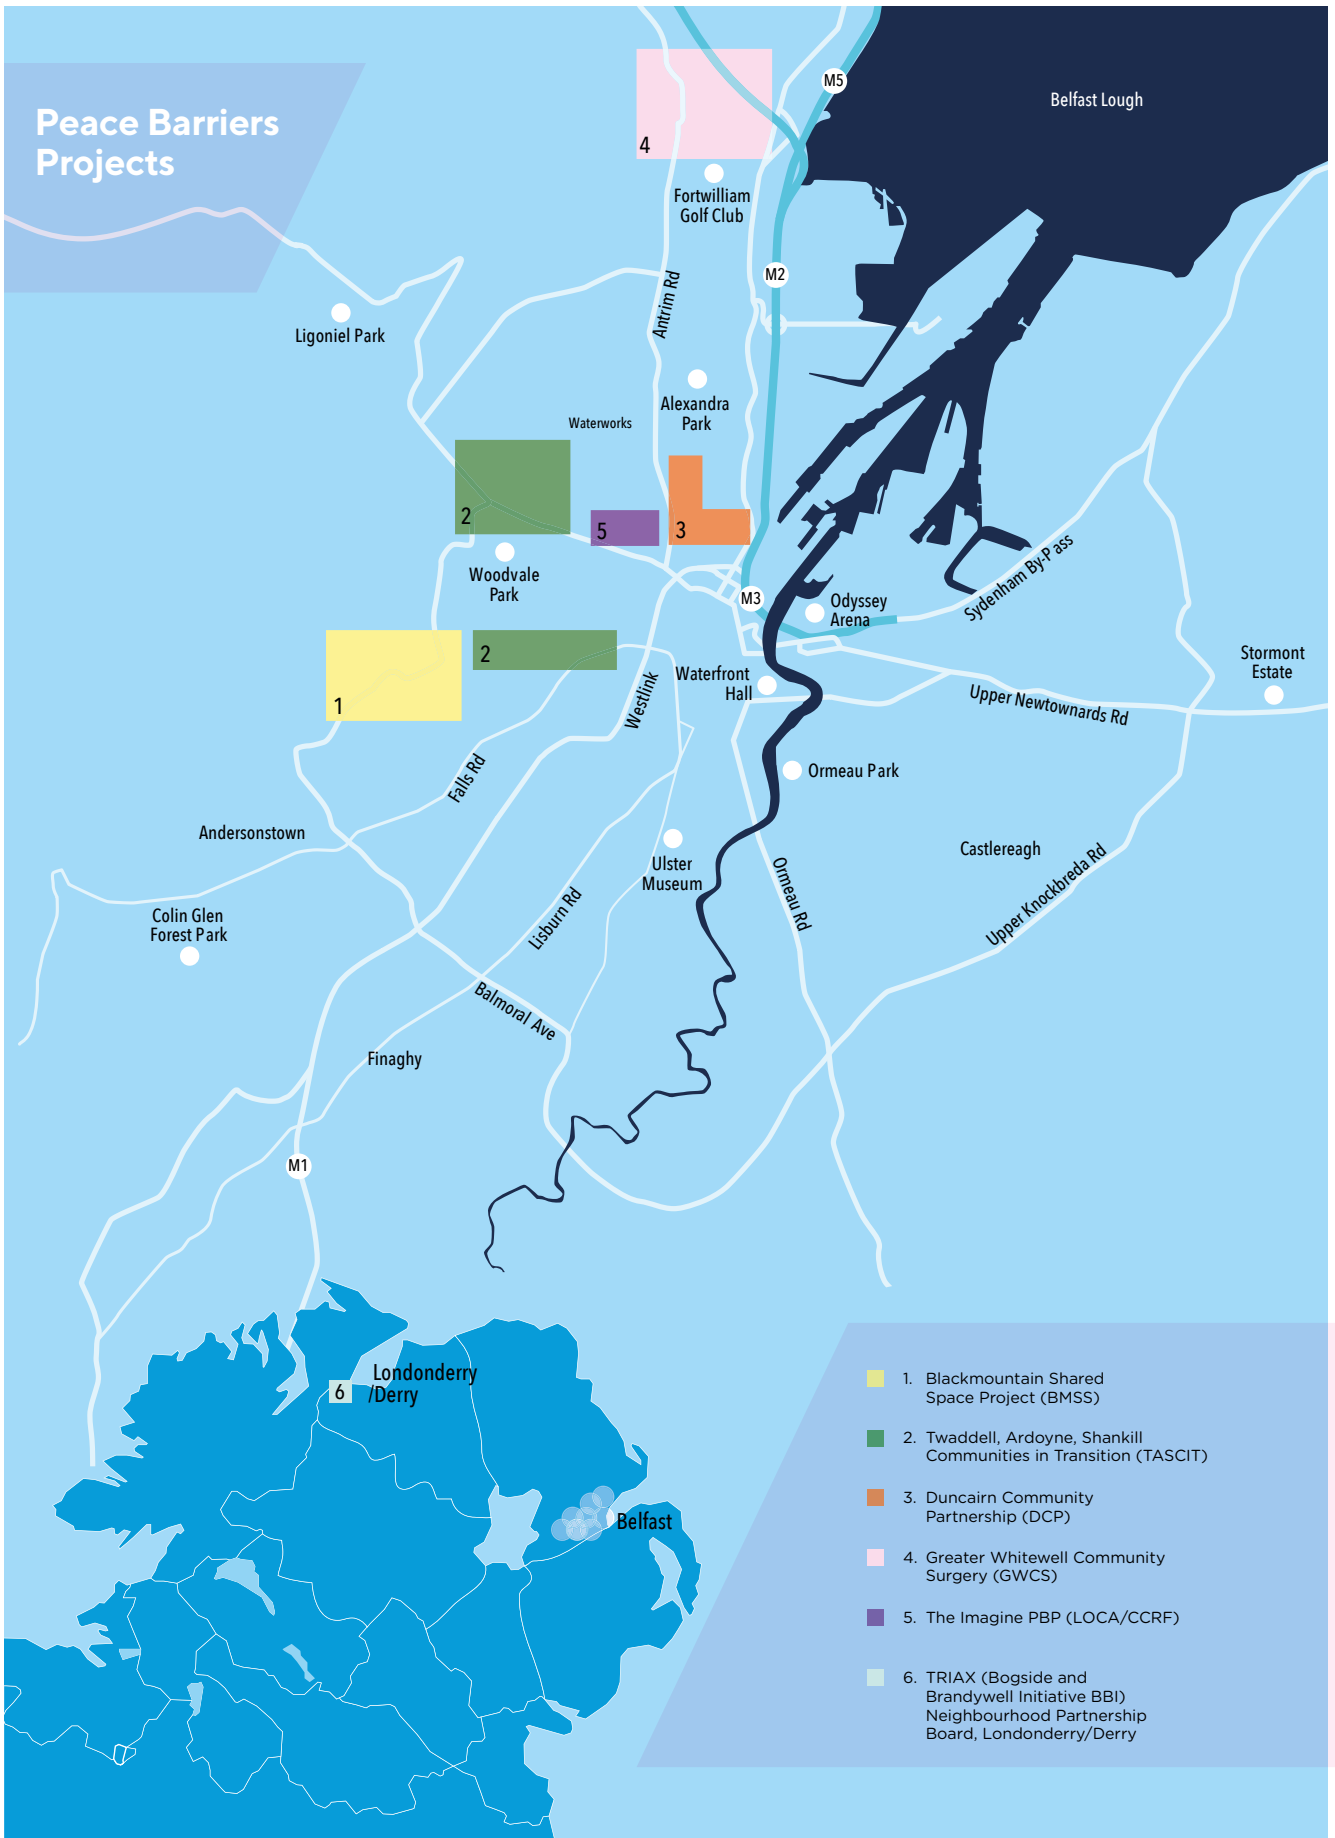 Peace Barriers
Projects
M5
Belfast Lough
4
Fortwilliam
Golf Club
M2
Antrim Rd
Ligoniel Park
Alexandra
Park
Waterworks
2
5
3
Woodvale
Park
M3
Odyssey
Arena
Sydenham By-Pass
2
1
Westlink
Waterfront
Hall
Stormont
Estate
Upper Newtownards Rd
Falls Rd
Ormeau Park
Andersonstown
Ulster
Museum
Ormeau Rd
Castlereagh
Upper Knockbreda Rd
Colin Glen
Forest Park
Lisburn Rd
Balmoral Ave
Finaghy
M1
6
Londonderry
/Derry
Belfast
1. Blackmountain Shared
Space Project (BMSS)
2. Twaddell, Ardoyne, Shankill
Communities in Transition (TASCIT)
3. Duncairn Community
Partnership (DCP)
4. Greater Whitewell Community
Surgery (GWCS)
5. The Imagine PBP (LOCA/CCRF)
6. TRIAX (Bogside and
Brandywell Initiative BBI)
Neighbourhood Partnership
Board, Londonderry/Derry